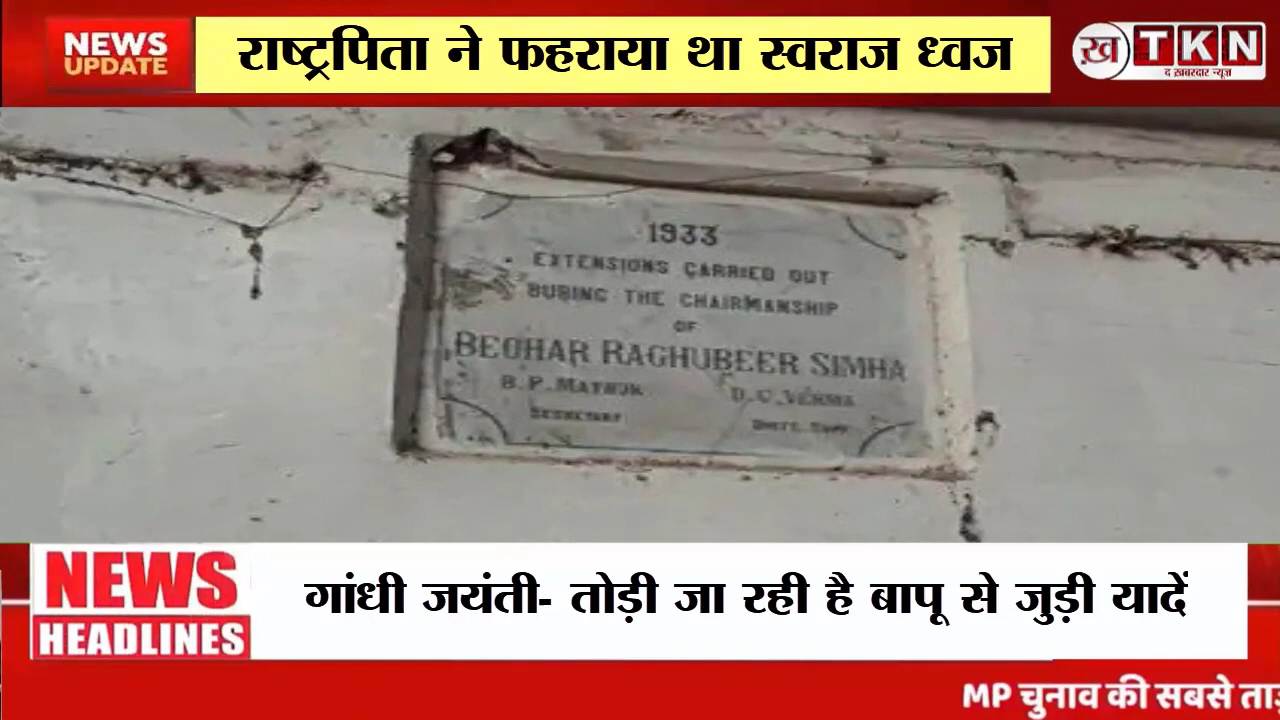 NEWS
UPDATE
राष्ट्रपिता ने फहराया था स्वराज ध्वज
ख़ TKN
द ख़बरदार न्यूज़
1933
EXTENSIONS CARRIED OUT
DURING THE CHAIRMANSHIP
OF
BEOHAR RAGHUBEER SIMHA
B. P. MATHUR D. C. VERMA
SECRETARY
NEWS
HEADLINES
गांधी जयंती- तोड़ी जा रही है बापू से जुड़ी यादें
MP चुनाव की सबसे